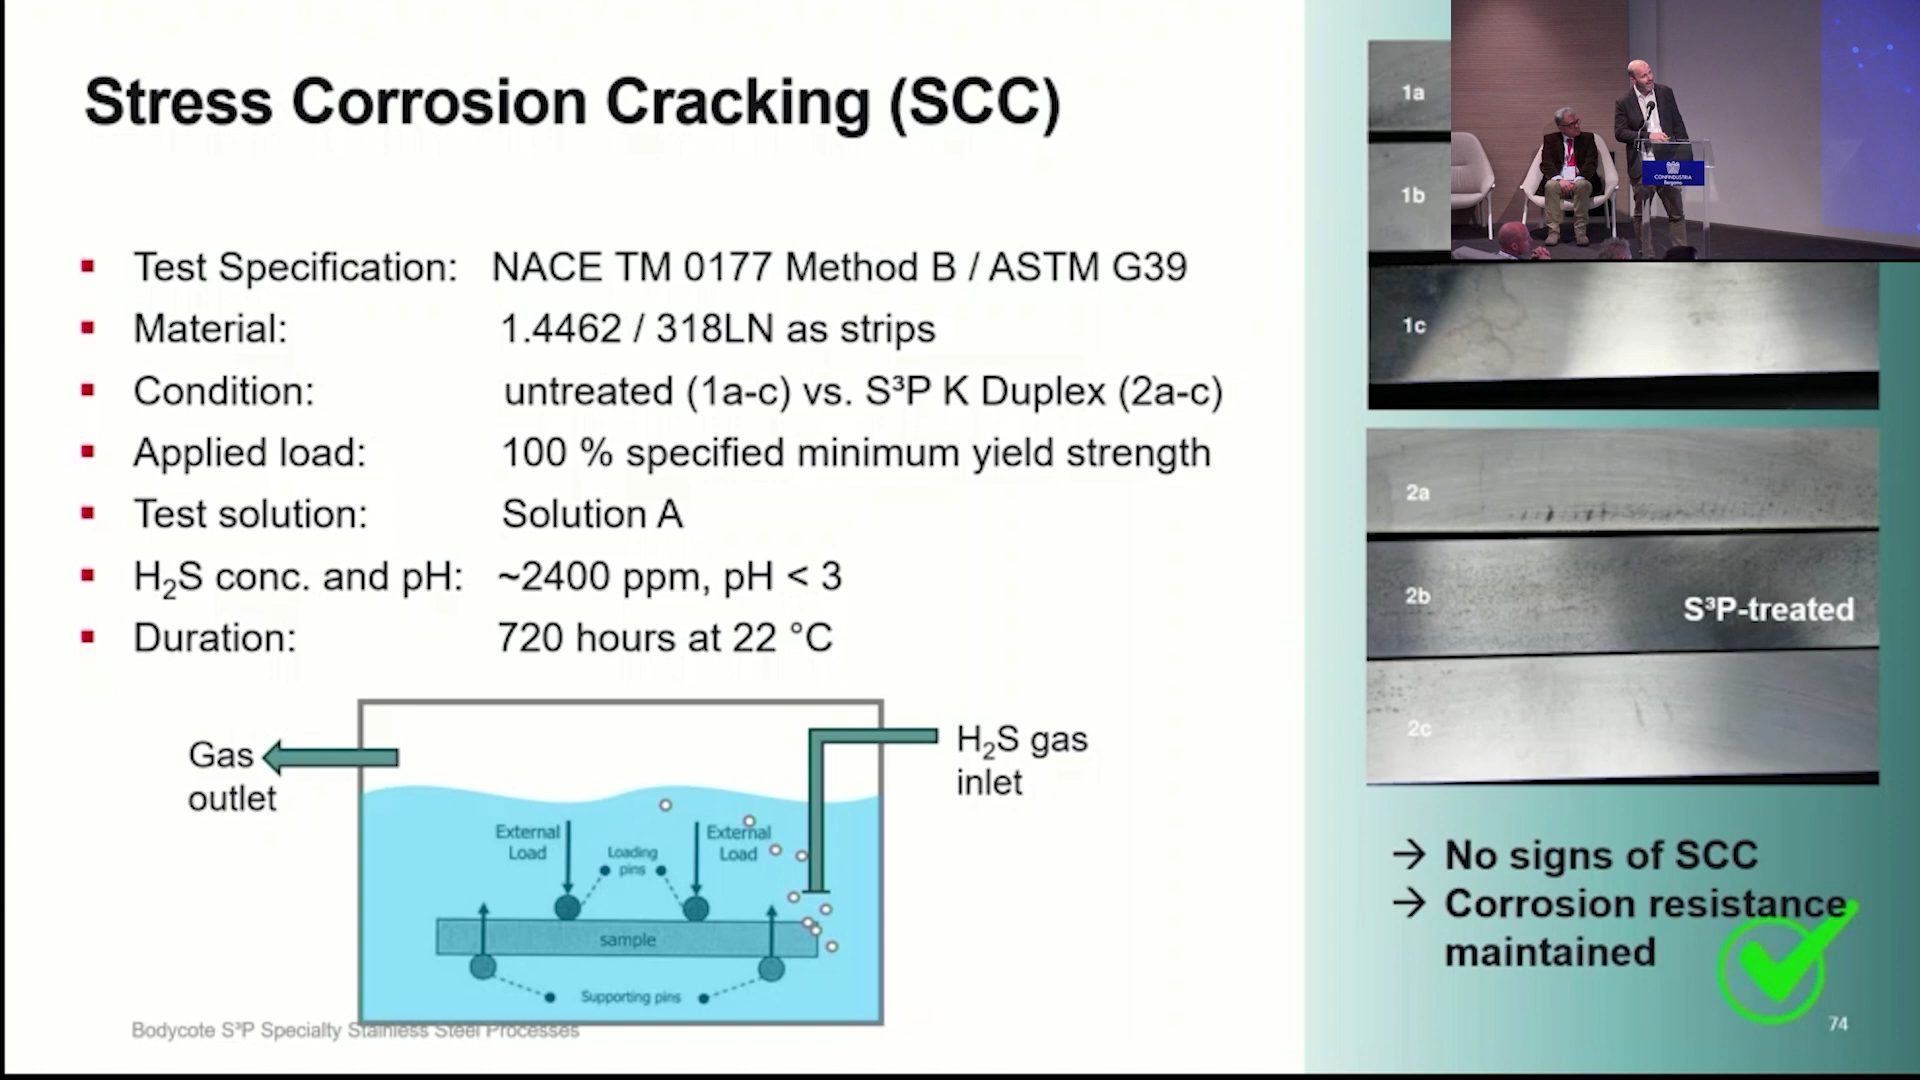 Stress Corrosion Cracking (SCC)
Test Specification: NACE TM 0177 Method B / ASTM G39
Material: 1.4462 / 318LN as strips
Condition: untreated (1a-c) vs. S³P K Duplex (2a-c)
Applied load: 100 % specified minimum yield strength
Test solution: Solution A
H₂S conc. and pH: ~2400 ppm, pH < 3
Duration: 720 hours at 22 °C
Gas
outlet
H₂S gas
inlet
External
Load
Loading
pins
External
Load
sample
Supporting pins
Bodycote S³P Specialty Stainless Steel Processes
1a
1b
1c
2a
2b
S³P-treated
2c
→ No signs of SCC
→ Corrosion resistance
maintained
74
CONFINDUSTRIA
Bergamo